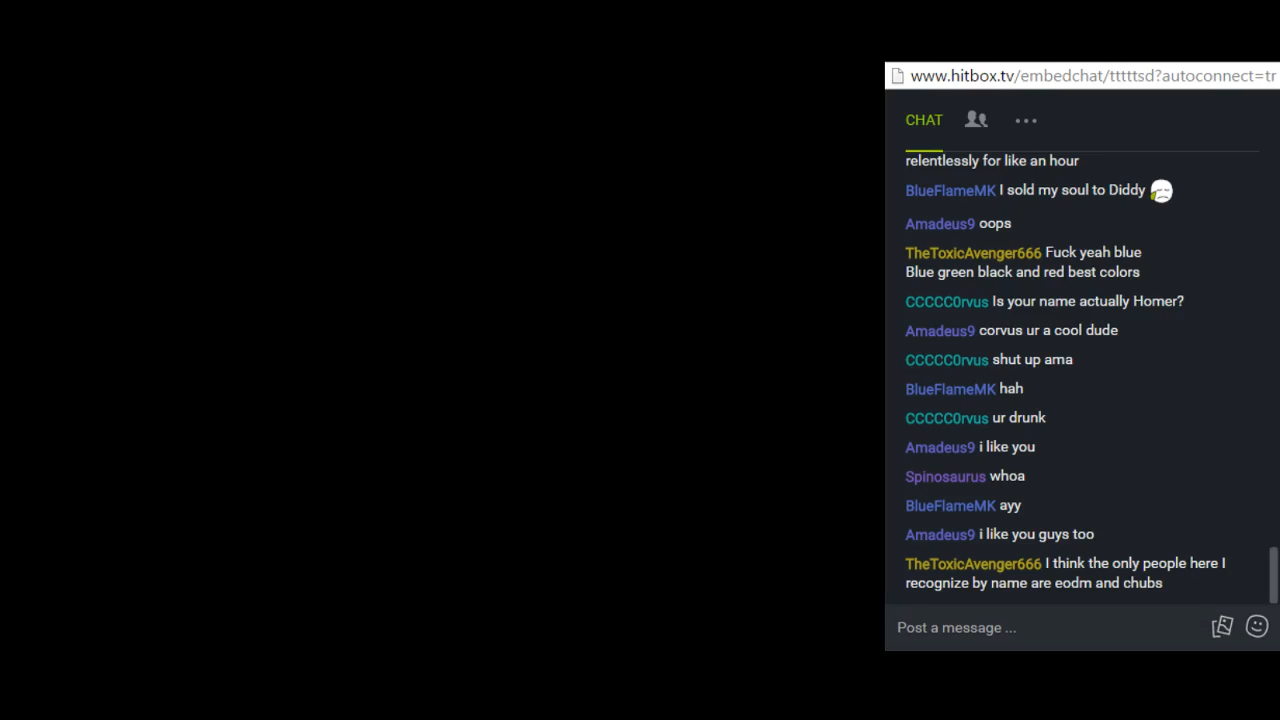 www.hitbox.tv/embedchat/tttttsd?autoconnect=tr
CHAT
relentlessly for like an hour
BlueFlameMK I sold my soul to Diddy
Amadeus9 oops
TheToxicAvenger666 Fuck yeah blue
Blue green black and red best colors
CCCCC0rvus Is your name actually Homer?
Amadeus9 corvus ur a cool dude
CCCCC0rvus shut up ama
BlueFlameMK hah
CCCCC0rvus ur drunk
Amadeus9 i like you
Spinosaurus whoa
BlueFlameMK ayy
Amadeus9 i like you guys too
TheToxicAvenger666 I think the only people here I
recognize by name are eodm and chubs
Post a message ...